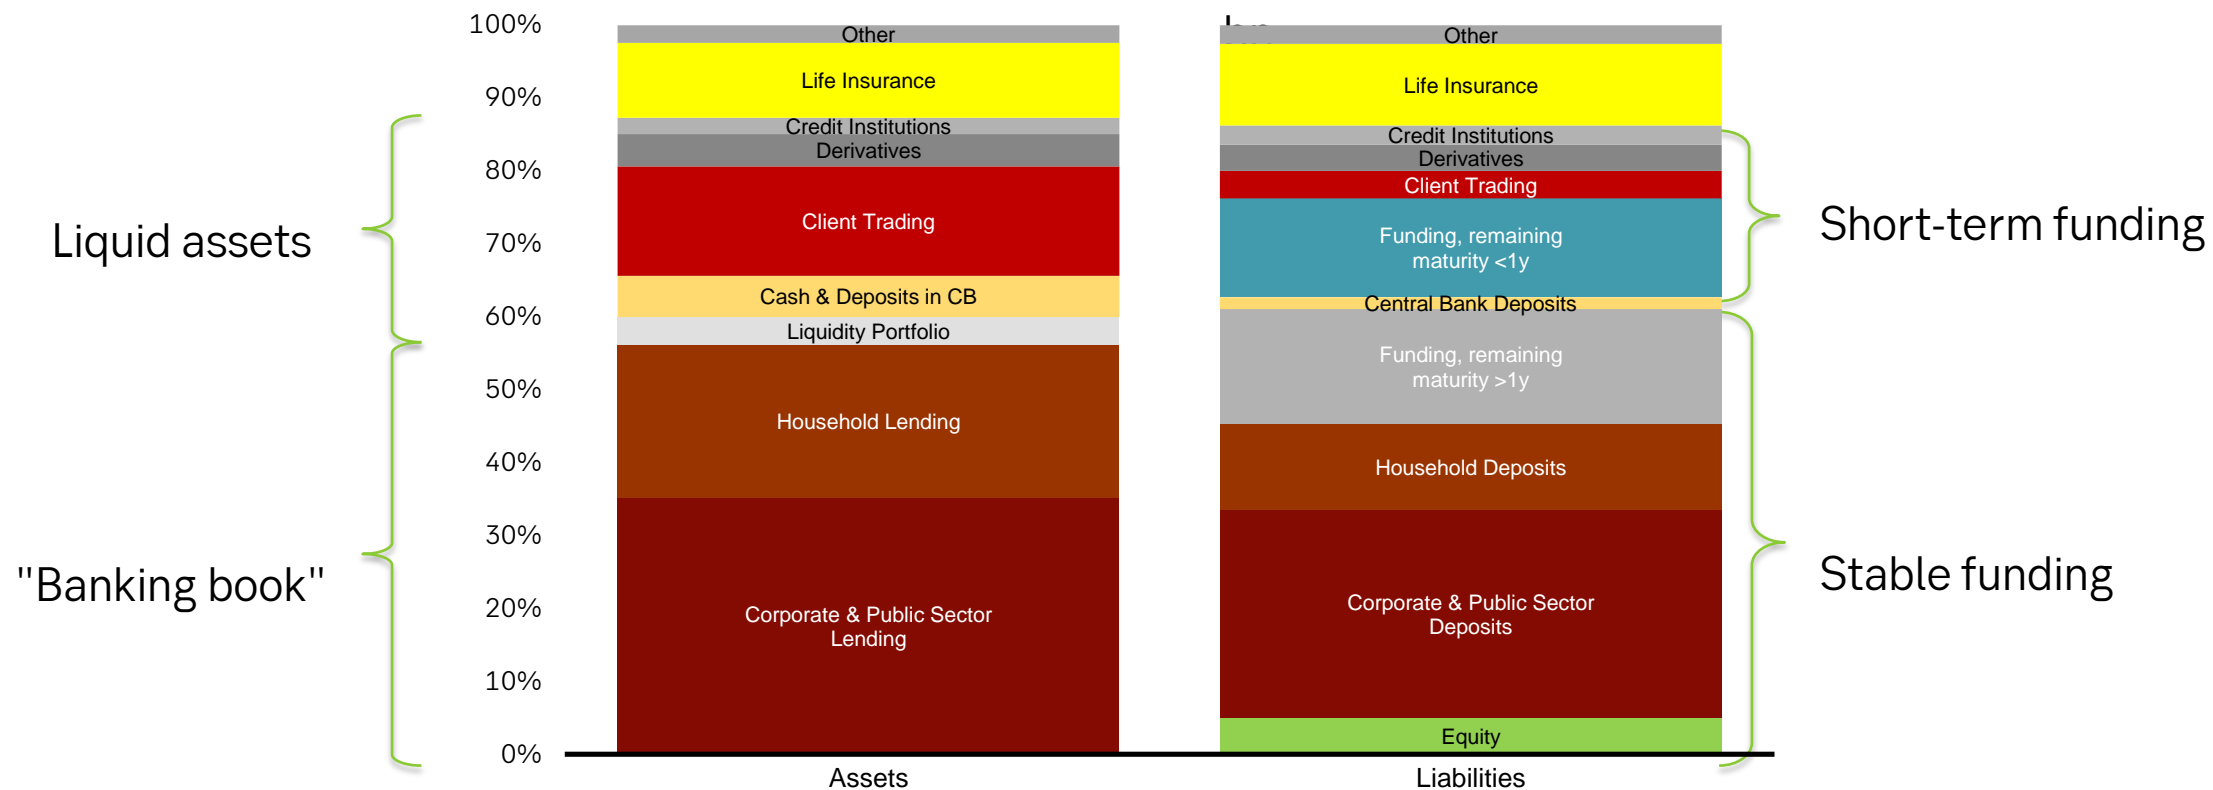 100%
90%
80%
70%
60%
50%
40%
30%
20%
10%
0%
Liquid assets
"Banking book"
Other
Life Insurance
Credit Institutions
Derivatives
Client Trading
Cash & Deposits in CB
Liquidity Portfolio
Household Lending
Corporate & Public Sector
Lending
Assets
Other
Life Insurance
Credit Institutions
Derivatives
Client Trading
Funding, remaining
maturity <1y
Central Bank Deposits
Funding, remaining
maturity >1y
Household Deposits
Corporate & Public Sector
Deposits
Equity
Liabilities
Short-term funding
Stable funding